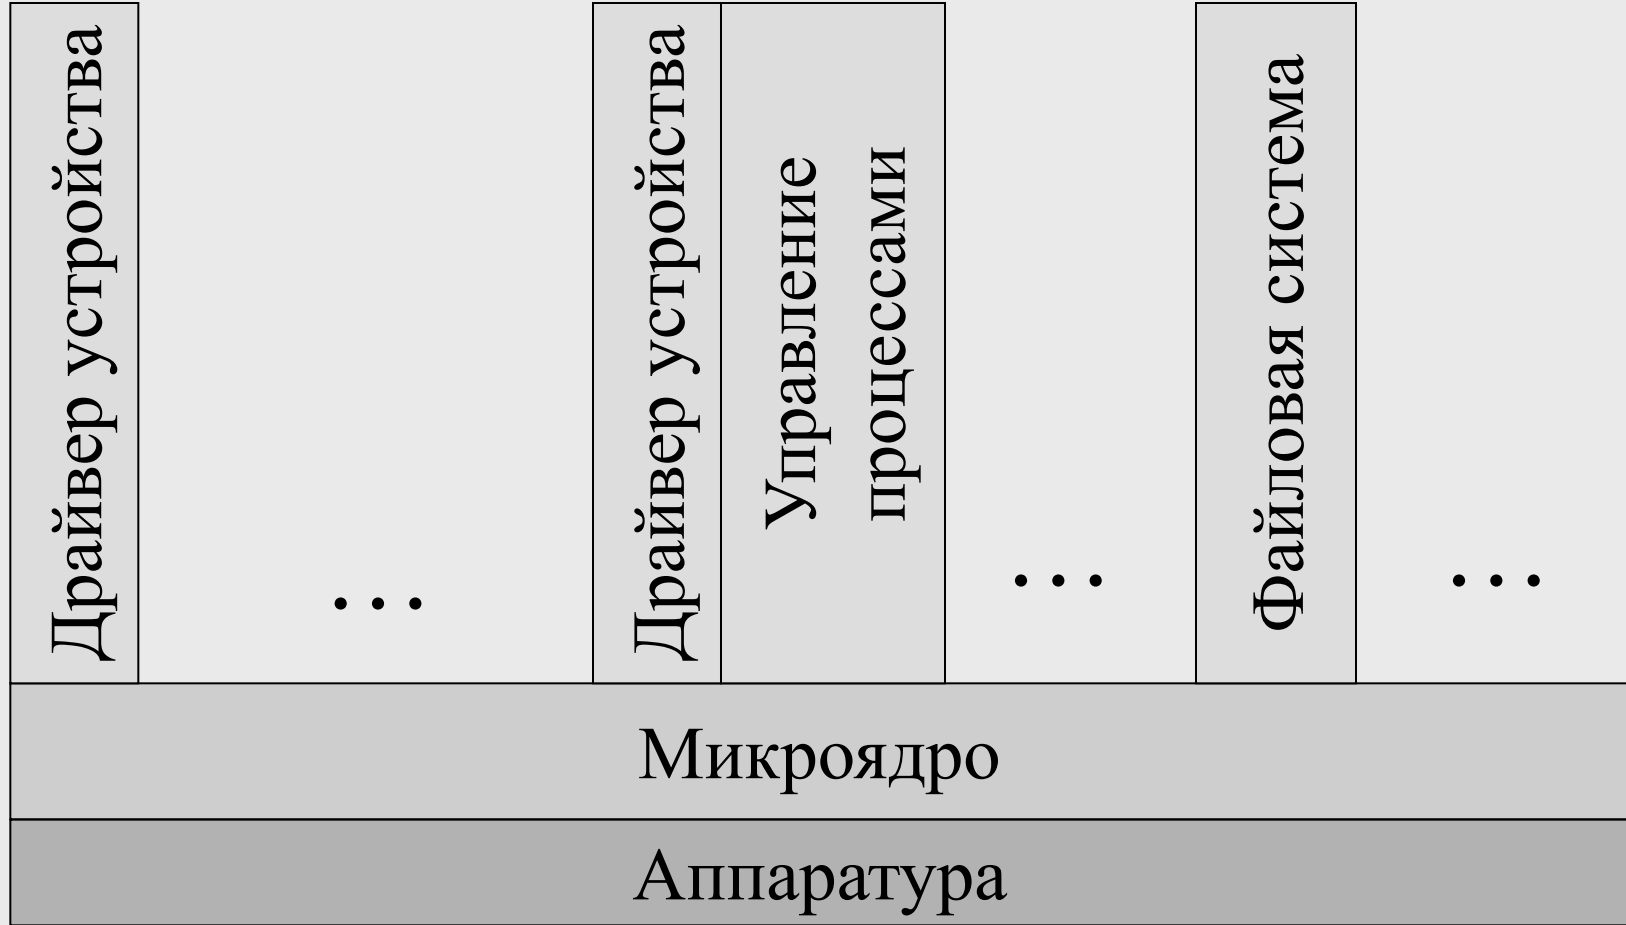 Драйвер устройства
...
Драйвер устройства
Управление
процессами
...
Файловая система
...
Микроядро
Аппаратура